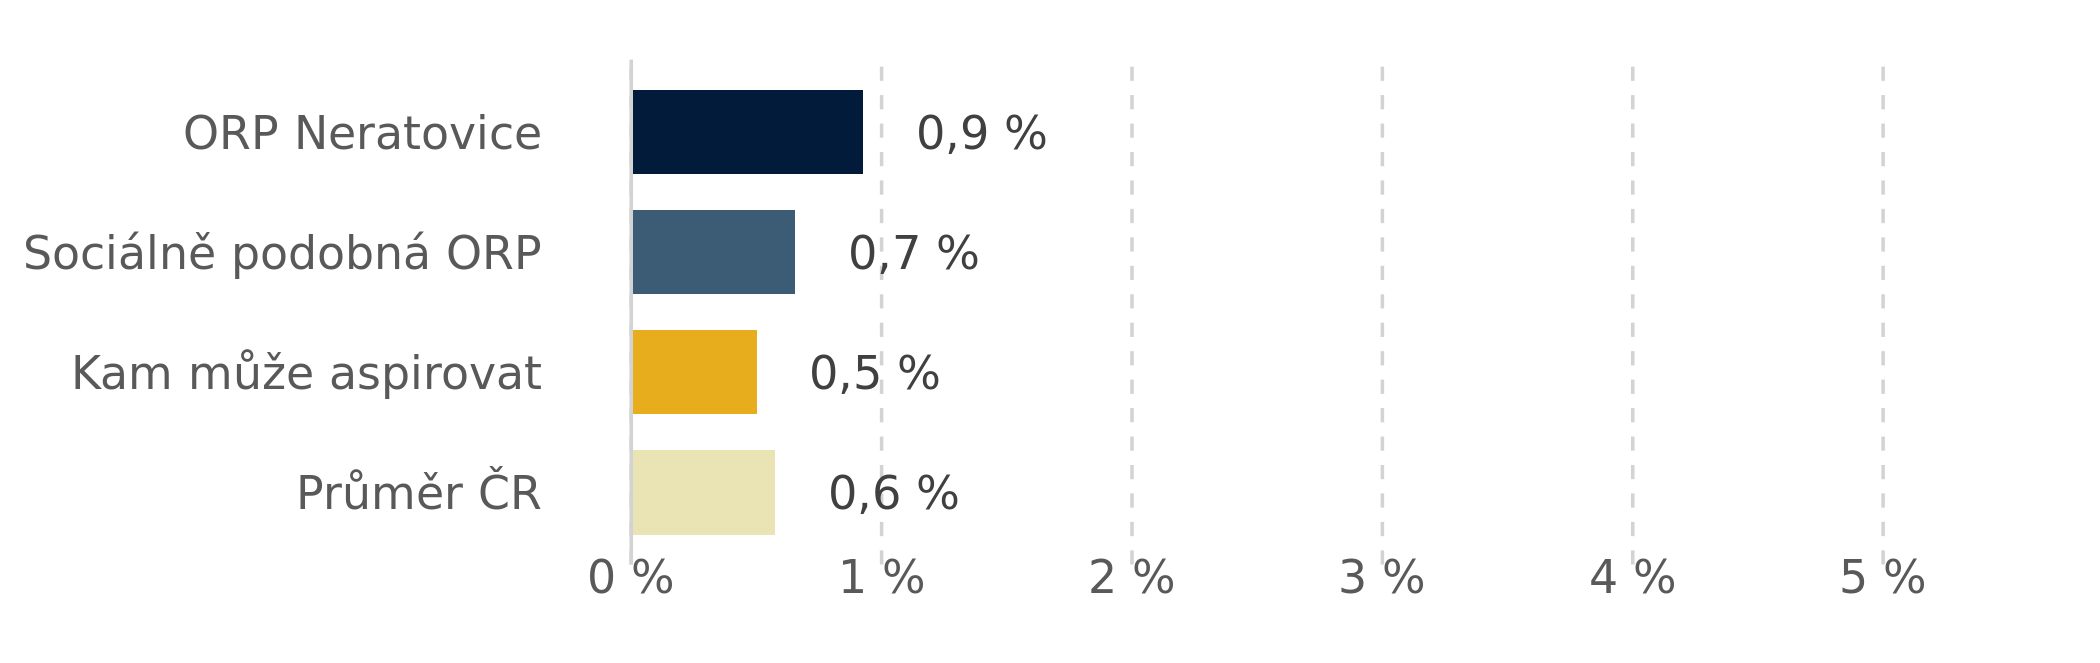 ORP Neratovice 0,9 %
Sociálně podobná ORP 0,7 %
Kam může aspirovat 0,5 %
Průměr ČR 0,6 %
0 % 1 % 2 % 3 % 4 % 5 %